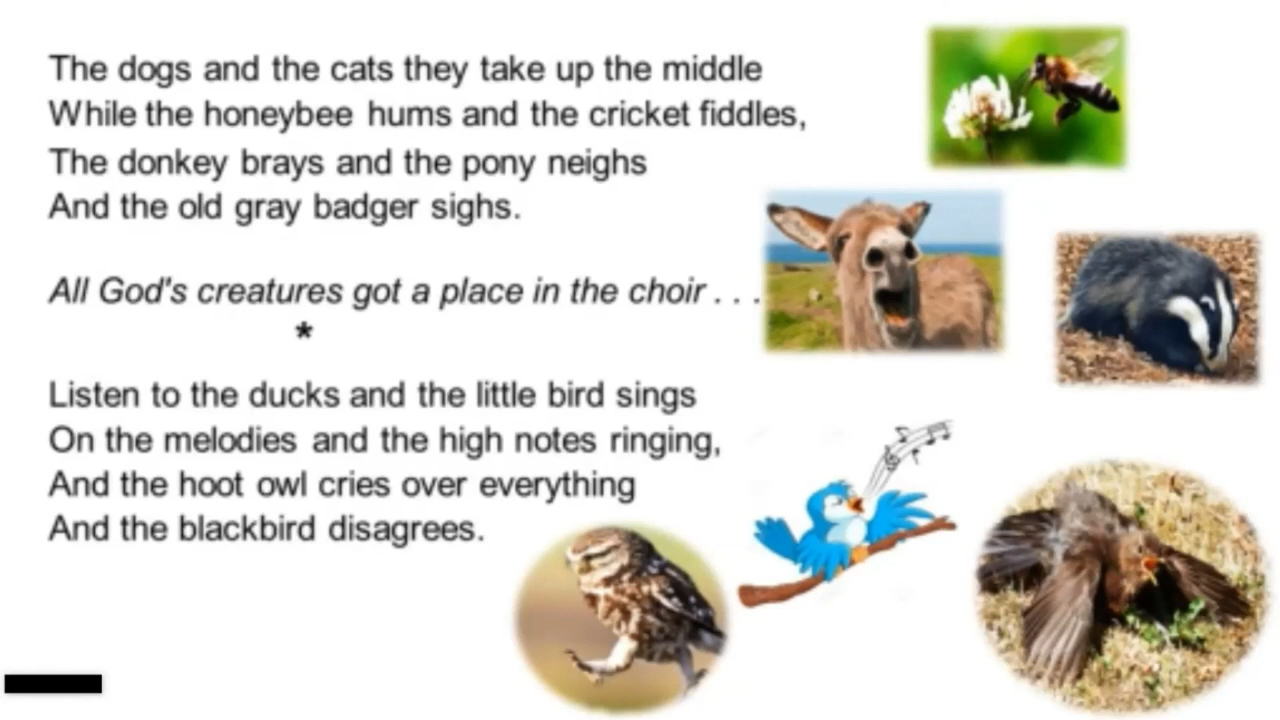 The dogs and the cats they take up the middle
While the honeybee hums and the cricket fiddles,
The donkey brays and the pony neighs
And the old gray badger sighs.
All God's creatures got a place in the choir . . .
*
Listen to the ducks and the little bird sings
On the melodies and the high notes ringing,
And the hoot owl cries over everything
And the blackbird disagrees.